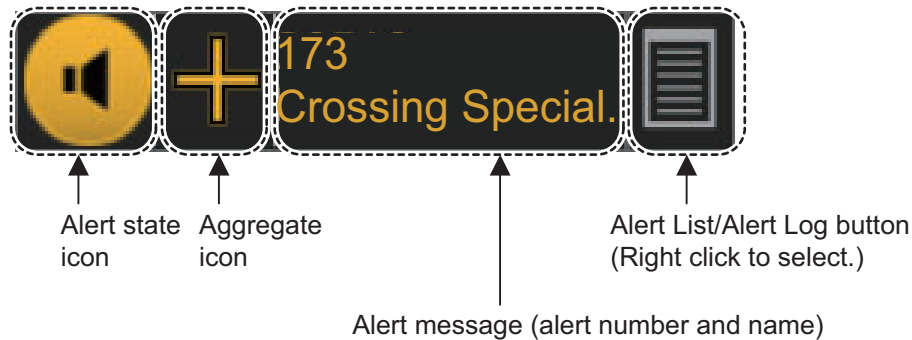 173
Crossing Special.
Alert state
icon
Aggregate
icon
Alert List/Alert Log button
(Right click to select.)
Alert message (alert number and name)